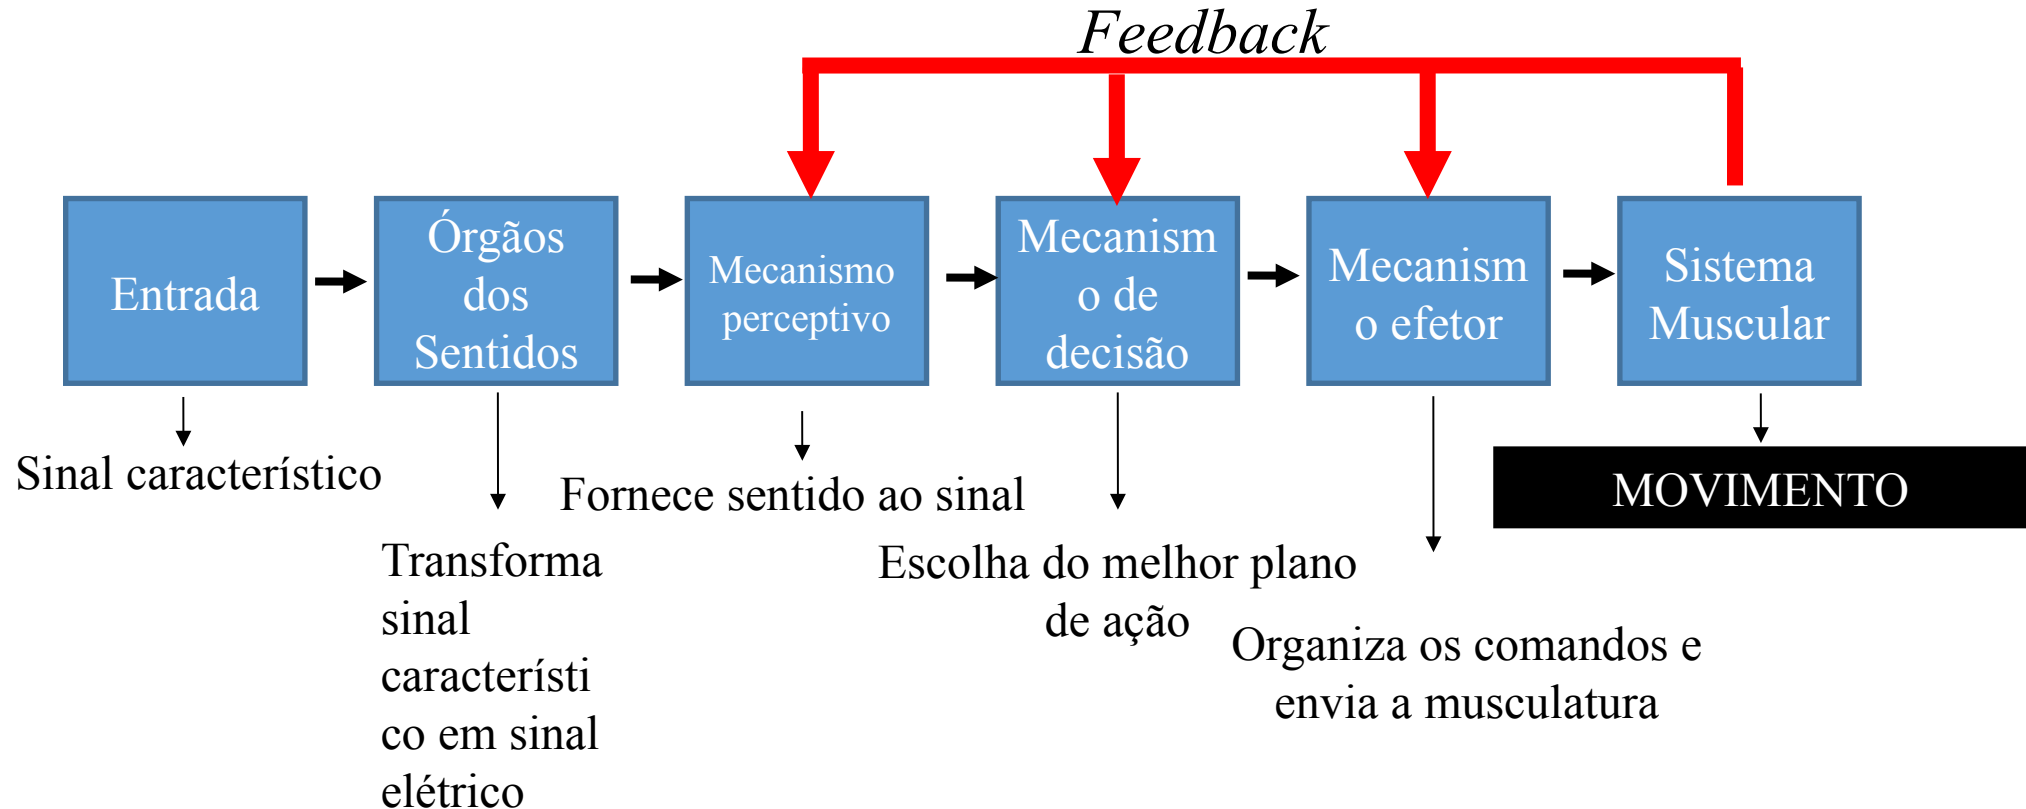 Feedback
Entrada
Órgãos
dos
Sentidos
Mecanismo
perceptivo
Mecanism
o de
decisão
Mecanism
o efetor
Sistema
Muscular
Sinal característico
Transforma
sinal
característi
co em sinal
elétrico
Fornece sentido ao sinal
Escolha do melhor plano
de ação
Organiza os comandos e
envia a musculatura
MOVIMENTO